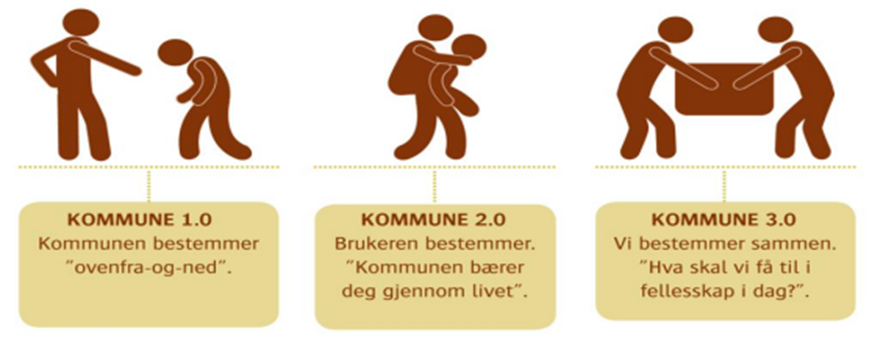 KOMMUNE 1.0
Kommunen bestemmer
”ovenfra-og-ned”.
KOMMUNE 2.0
Brukeren bestemmer.
”Kommunen bærer
deg gjennom livet”.
KOMMUNE 3.0
Vi bestemmer sammen.
”Hva skal vi få til i
fellesskap i dag?”.